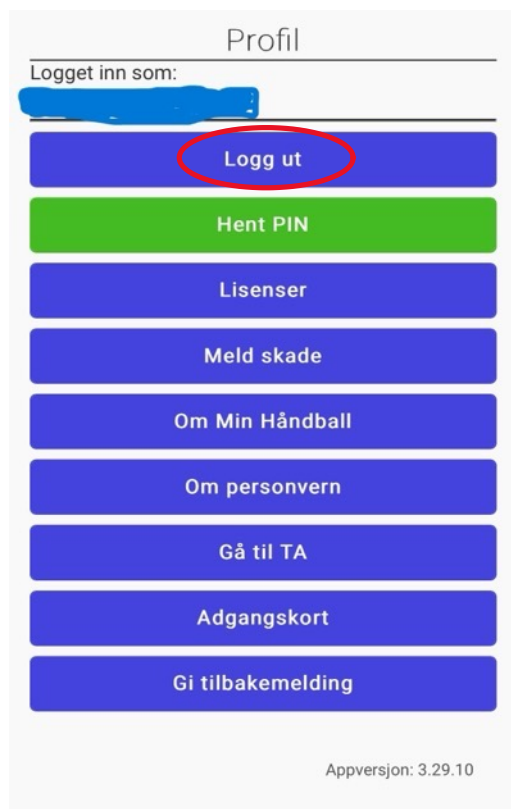 Profil
Logget inn som:
Logg ut
Hent PIN
Lisenser
Meld skade
Om Min Håndball
Om personvern
Gå til TA
Adgangskort
Gi tilbakemelding
Appversjon: 3.29.10